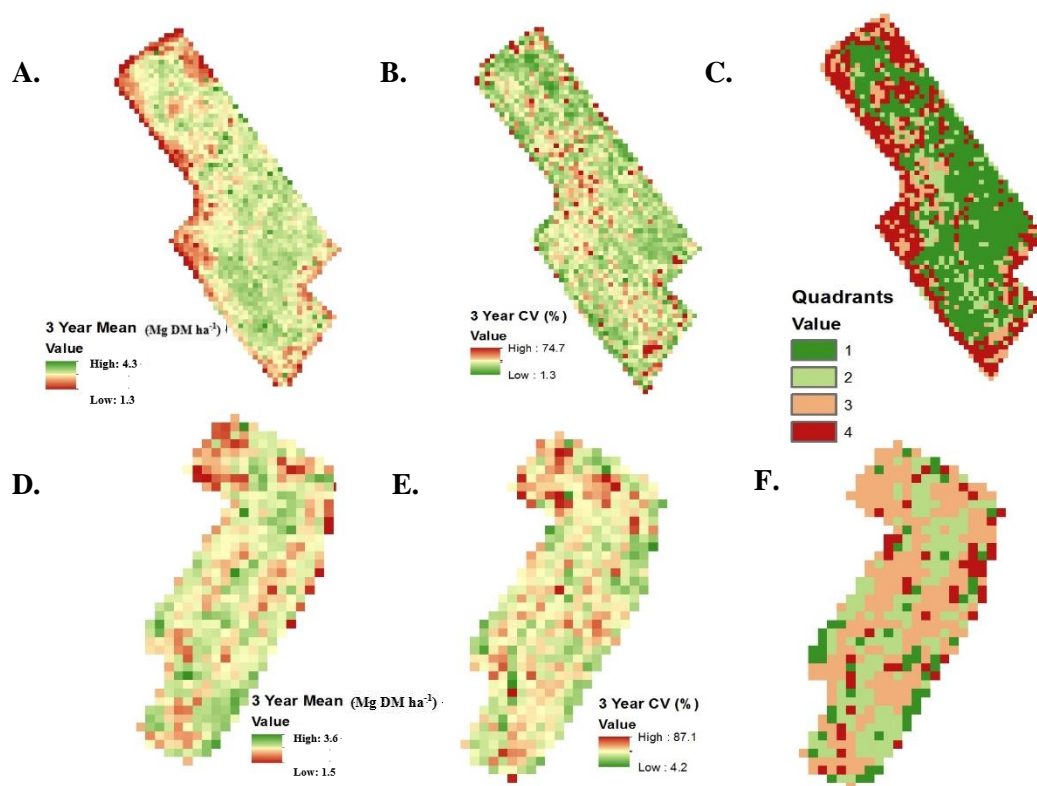 A.
B.
C.
3 Year Mean (Mg DM ha⁻¹)
Value
High: 4.3
Low: 1.3
3 Year CV (%)
Value
High : 74.7
Low : 1.3
Quadrants
Value
1
2
3
4
D.
E.
F.
3 Year Mean (Mg DM ha⁻¹)
Value
High: 3.6
Low: 1.5
3 Year CV (%)
Value
High : 87.1
Low : 4.2